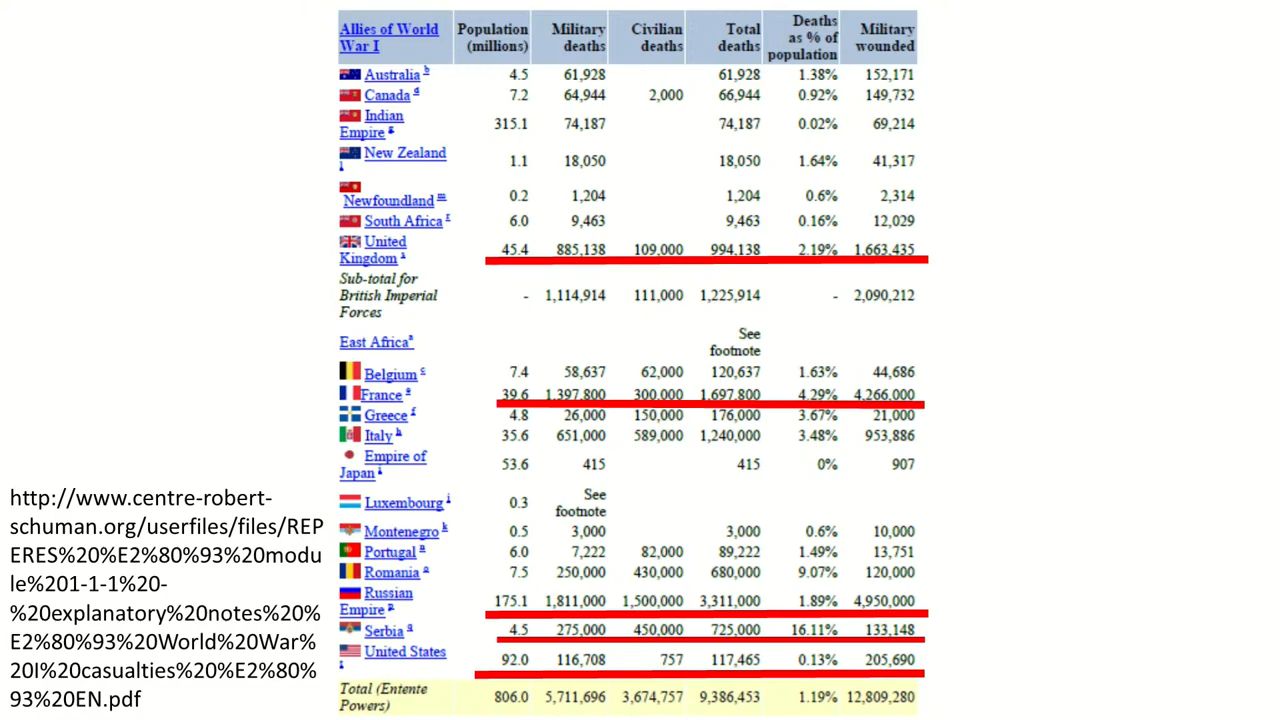 Allies of World War I Population (millions) Military deaths Civilian deaths Total deaths Deaths as % of population Military wounded
Australia b 4.5 61,928 61,928 1.38% 152,171
Canada d 7.2 64,944 2,000 66,944 0.92% 149,732
Indian Empire g 315.1 74,187 74,187 0.02% 69,214
New Zealand l 1.1 18,050 18,050 1.64% 41,317
Newfoundland m 0.2 1,204 1,204 0.6% 2,314
South Africa r 6.0 9,463 9,463 0.16% 12,029
United Kingdom s 45.4 885,138 109,000 994,138 2.19% 1,663,435
Sub-total for British Imperial Forces - 1,114,914 111,000 1,225,914 - 2,090,212
East Africa a See footnote
Belgium c 7.4 58,637 62,000 120,637 1.63% 44,686
France e 39.6 1,397,800 300,000 1,697,800 4.29% 4,266,000
Greece f 4.8 26,000 150,000 176,000 3.67% 21,000
Italy h 35.6 651,000 589,000 1,240,000 3.48% 953,886
Empire of Japan i 53.6 415 415 0% 907
Luxembourg j 0.3 See footnote
Montenegro k 0.5 3,000 3,000 0.6% 10,000
Portugal n 6.0 7,222 82,000 89,222 1.49% 13,751
Romania o 7.5 250,000 430,000 680,000 9.07% 120,000
Russian Empire p 175.1 1,811,000 1,500,000 3,311,000 1.89% 4,950,000
Serbia q 4.5 275,000 450,000 725,000 16.11% 133,148
United States 92.0 116,708 757 117,465 0.13% 205,690
Total (Entente Powers) 806.0 5,711,696 3,674,757 9,386,453 1.19% 12,809,280
http://www.centre-robert-
schuman.org/userfiles/files/REP
ERES%20%E2%80%93%20modu
le%201-1-1%20-
%20explanatory%20notes%20%
E2%80%93%20World%20War%
20I%20casualties%20%E2%80%
93%20EN.pdf